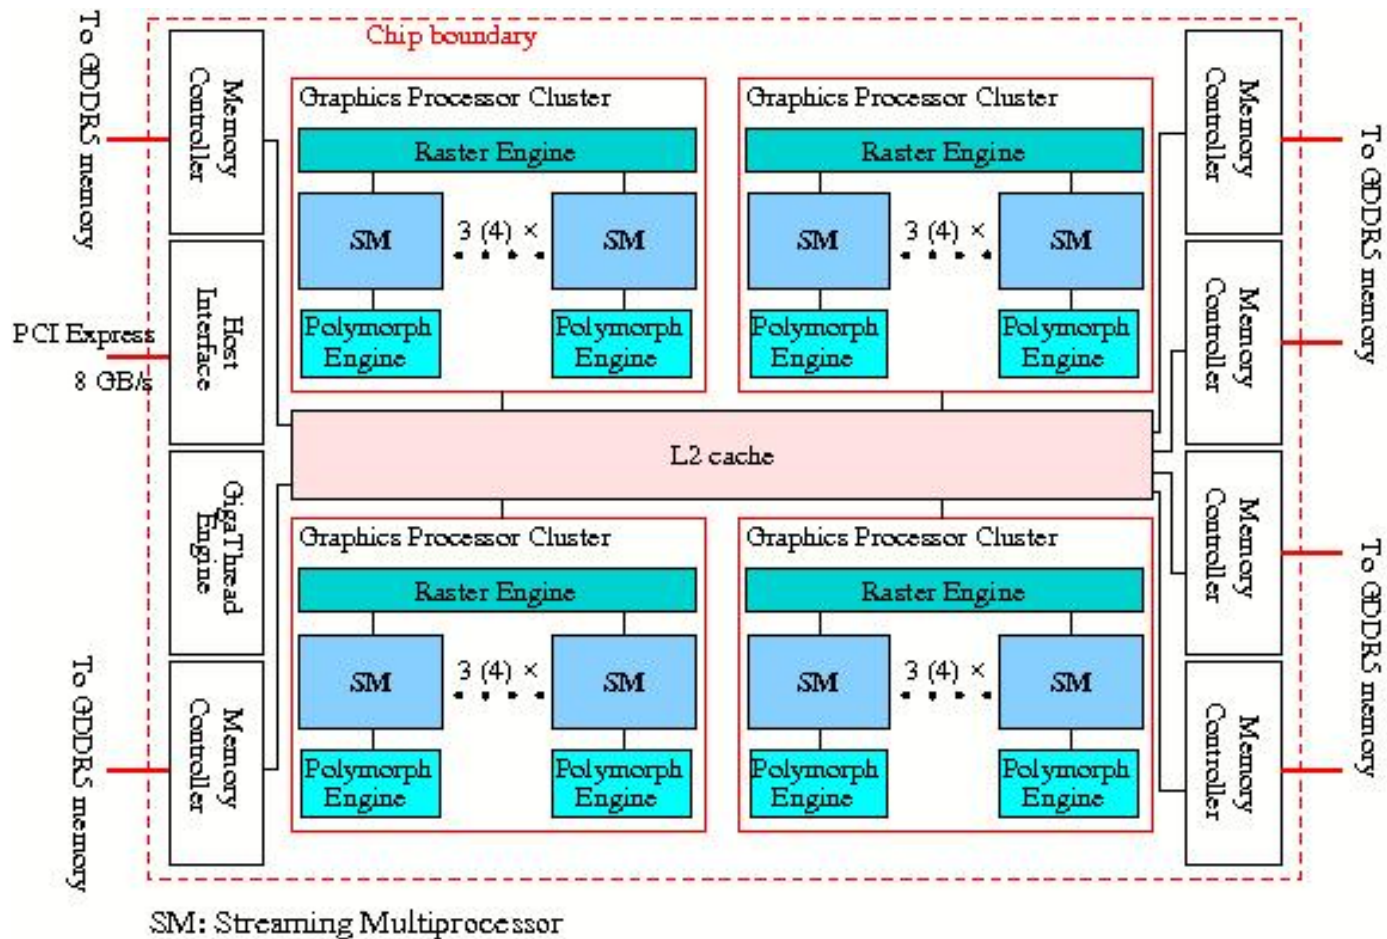 Chip boundary
To GDDR5 memory
Memory
Controller
Graphics Processor Cluster
Raster Engine
SM
3 (4) ×
SM
Polymorph
Engine
Polymorph
Engine
Graphics Processor Cluster
Raster Engine
SM
3 (4) ×
SM
Polymorph
Engine
Polymorph
Engine
Memory
Controller
To GDDR5 memory
Host
Interface
PCI Express
8 GB/s
Memory
Controller
L2 cache
GigaThread
Engine
Memory
Controller
To GDDR5 memory
Graphics Processor Cluster
Raster Engine
SM
3 (4) ×
SM
Polymorph
Engine
Polymorph
Engine
Graphics Processor Cluster
Raster Engine
SM
3 (4) ×
SM
Polymorph
Engine
Polymorph
Engine
Memory
Controller
To GDDR5 memory
Memory
Controller
SM: Streaming Multiprocessor